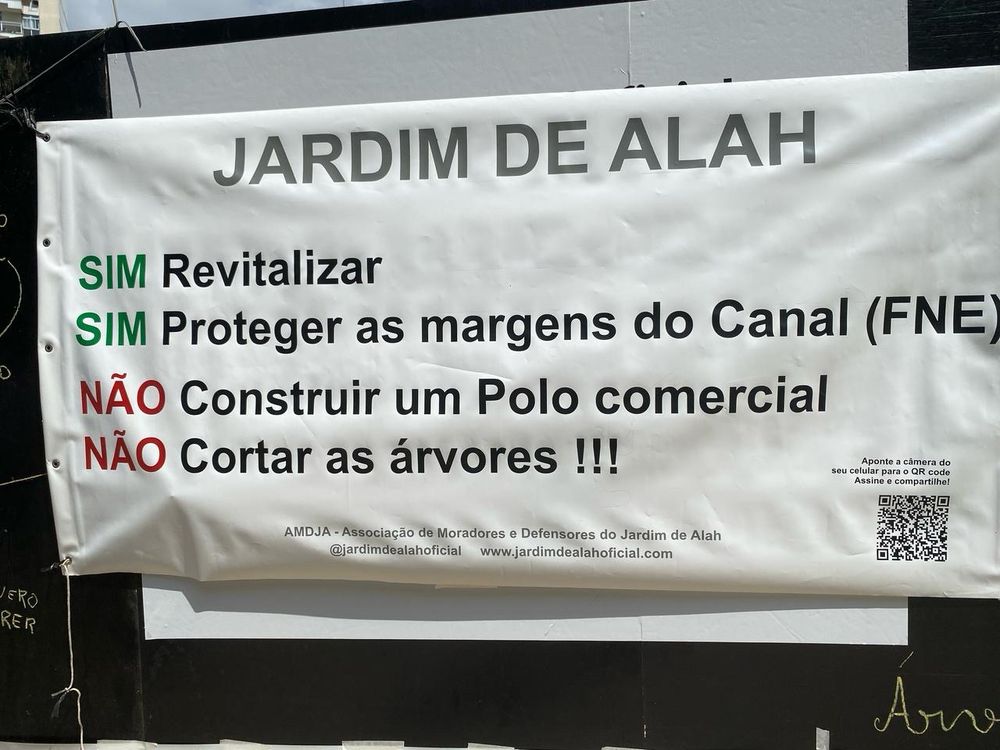 JARDIM DE ALAH
SIM Revitalizar
SIM Proteger as margens do Canal (FNE)
NÃO Construir um Polo comercial
NÃO Cortar as árvores !!!
Aponte a câmera do
seu celular para o QR code
Assine e compartilhe!
AMDJA - Associação de Moradores e Defensores do Jardim de Alah
@jardimdealahoficial www.jardimdealahoficial.com